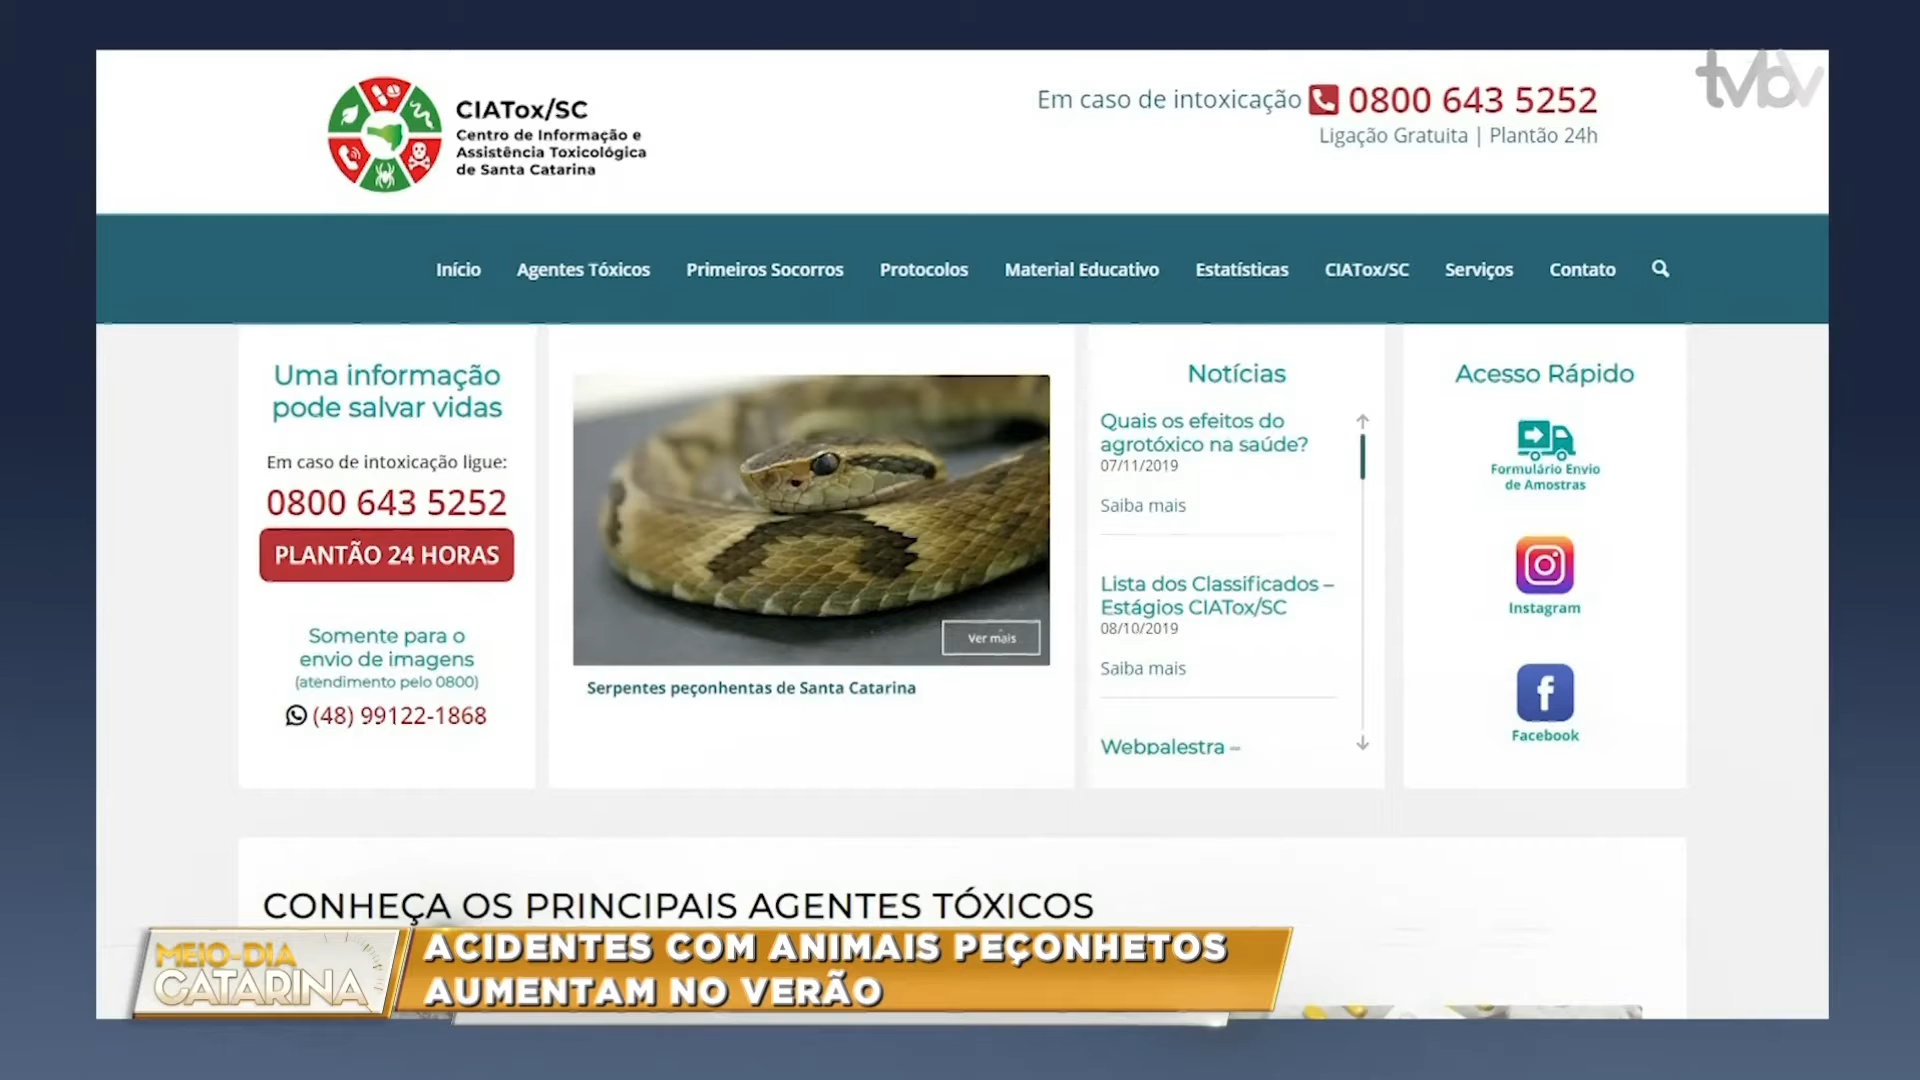 tvbv
CIATox/SC
Centro de Informação e
Assistência Toxicológica
de Santa Catarina
Em caso de intoxicação 0800 643 5252
Ligação Gratuita | Plantão 24h
Início Agentes Tóxicos Primeiros Socorros Protocolos Material Educativo Estatísticas CIATox/SC Serviços Contato
Uma informação
pode salvar vidas
Em caso de intoxicação ligue:
0800 643 5252
PLANTÃO 24 HORAS
Somente para o
envio de imagens
(atendimento pelo 0800)
(48) 99122-1868
Ver mais
Serpentes peçonhentas de Santa Catarina
Notícias
Quais os efeitos do
agrotóxico na saúde?
07/11/2019
Saiba mais
Lista dos Classificados –
Estágios CIATox/SC
08/10/2019
Saiba mais
Webpalestra –
Acesso Rápido
Formulário Envio
de Amostras
Instagram
Facebook
CONHEÇA OS PRINCIPAIS AGENTES TÓXICOS
MEIO-DIA
CATARINA
ACIDENTES COM ANIMAIS PEÇONHETOS
AUMENTAM NO VERÃO